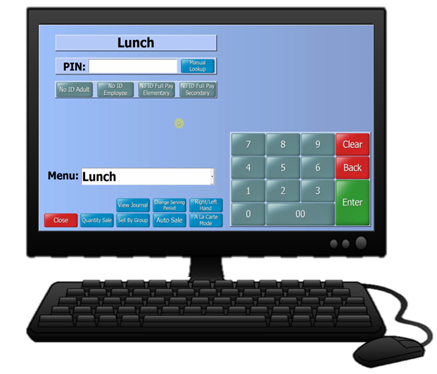 Lunch
PIN:
Manual
Lookup
No ID Adult
No ID
Employee
No ID Full Pay
Elementary
No ID Full Pay
Secondary
7 8 9 Clear
4 5 6 Back
1 2 3
Enter
0 00
Menu: Lunch
View Journal
Change Serving
Period
Right/Left
Hand
Close
Quantity Sale
Sell By Group
Auto Sale
La Carte
Mode